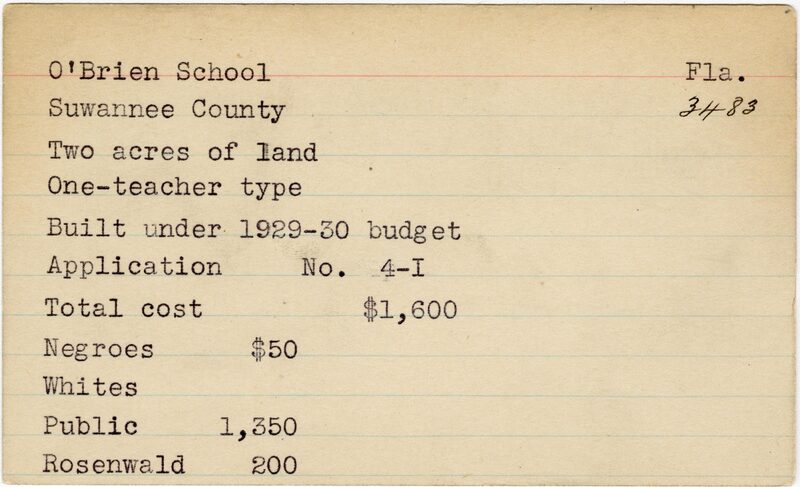 O'Brien School Fla.
Suwannee County 3483
Two acres of land
One-teacher type
Built under 1929-30 budget
Application No. 4-I
Total cost $1,600
Negroes $50
Whites
Public 1,350
Rosenwald 200